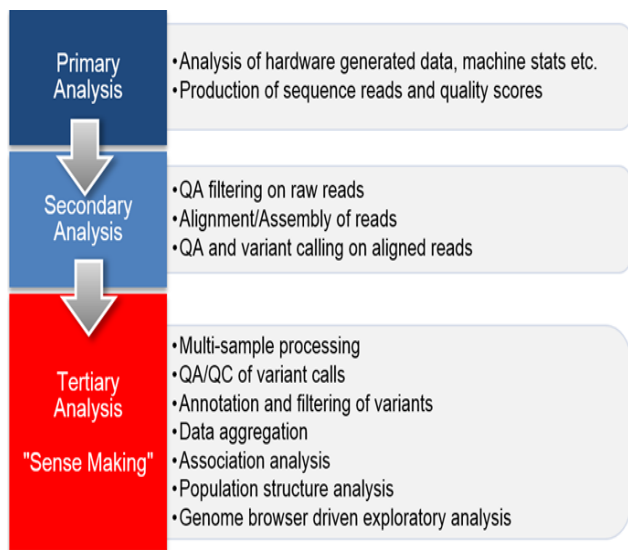 Primary
Analysis
•Analysis of hardware generated data, machine stats etc.
•Production of sequence reads and quality scores
Secondary
Analysis
•QA filtering on raw reads
•Alignment/Assembly of reads
•QA and variant calling on aligned reads
Tertiary
Analysis
"Sense Making"
•Multi-sample processing
•QA/QC of variant calls
•Annotation and filtering of variants
•Data aggregation
•Association analysis
•Population structure analysis
•Genome browser driven exploratory analysis